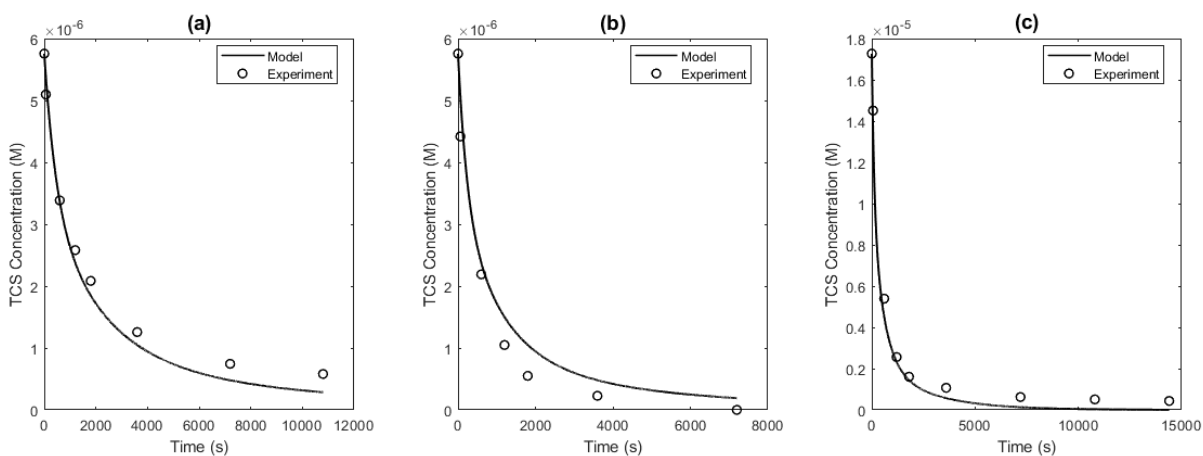 (a)
×10⁻⁶
6
5
4
3
2
1
0
TCS Concentration (M)
0 2000 4000 6000 8000 10000 12000
Time (s)
Model
Experiment
(b)
×10⁻⁶
6
5
4
3
2
1
0
TCS Concentration (M)
0 2000 4000 6000 8000
Time (s)
Model
Experiment
(c)
×10⁻⁵
1.8
1.6
1.4
1.2
1
0.8
0.6
0.4
0.2
0
TCS Concentration (M)
0 5000 10000 15000
Time (s)
Model
Experiment